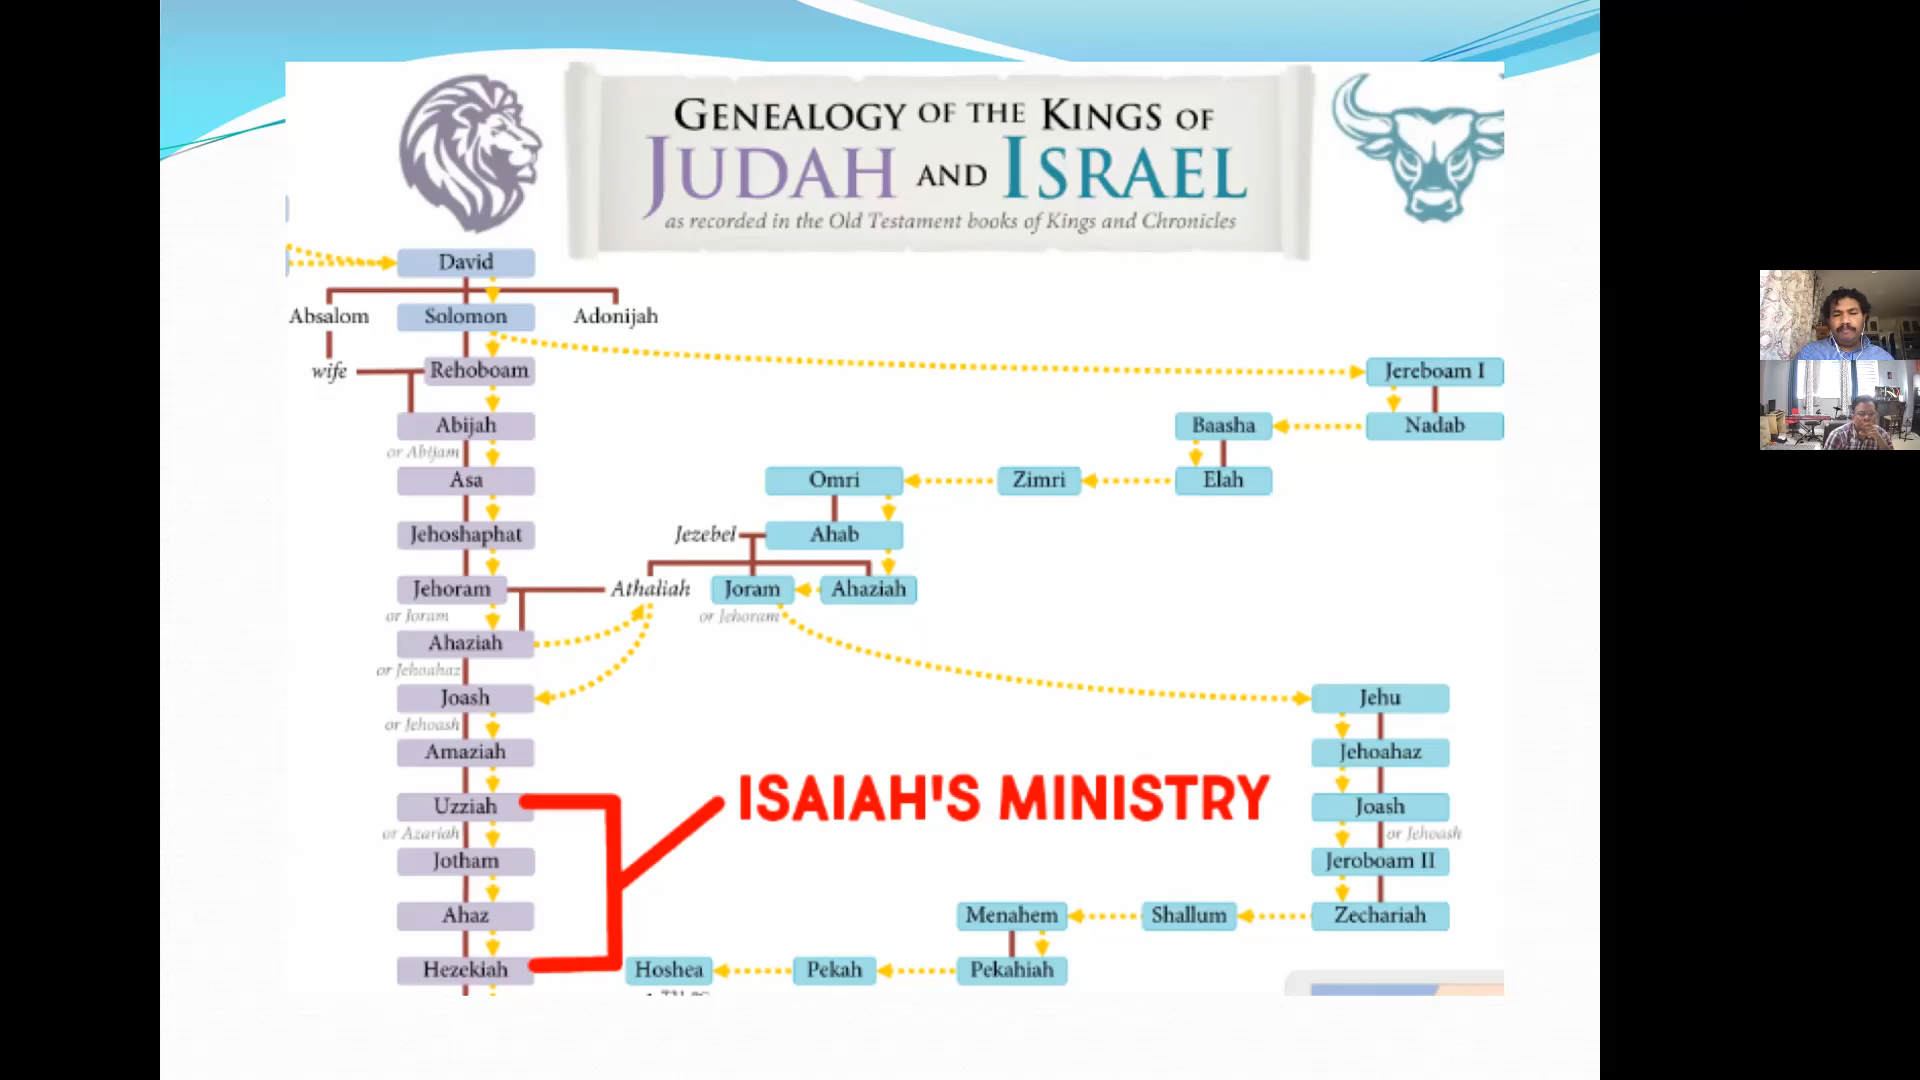 GENEALOGY OF THE KINGS OF
JUDAH AND ISRAEL
as recorded in the Old Testament books of Kings and Chronicles
David
Absalom Solomon Adonijah
wife Rehoboam Jereboam I
Abijah Baasha Nadab
or Abijam
Asa Omri Zimri Elah
Jehoshaphat Jezebel Ahab
Jehoram Athaliah Joram Ahaziah
or Joram or Jehoram
Ahaziah
or Jehoahaz
Joash Jehu
or Jehoash
Amaziah Jehoahaz
ISAIAH'S MINISTRY
Uzziah Joash
or Azariah or Jehoash
Jotham Jeroboam II
Ahaz Menahem Shallum Zechariah
Hezekiah Hoshea Pekah Pekahiah